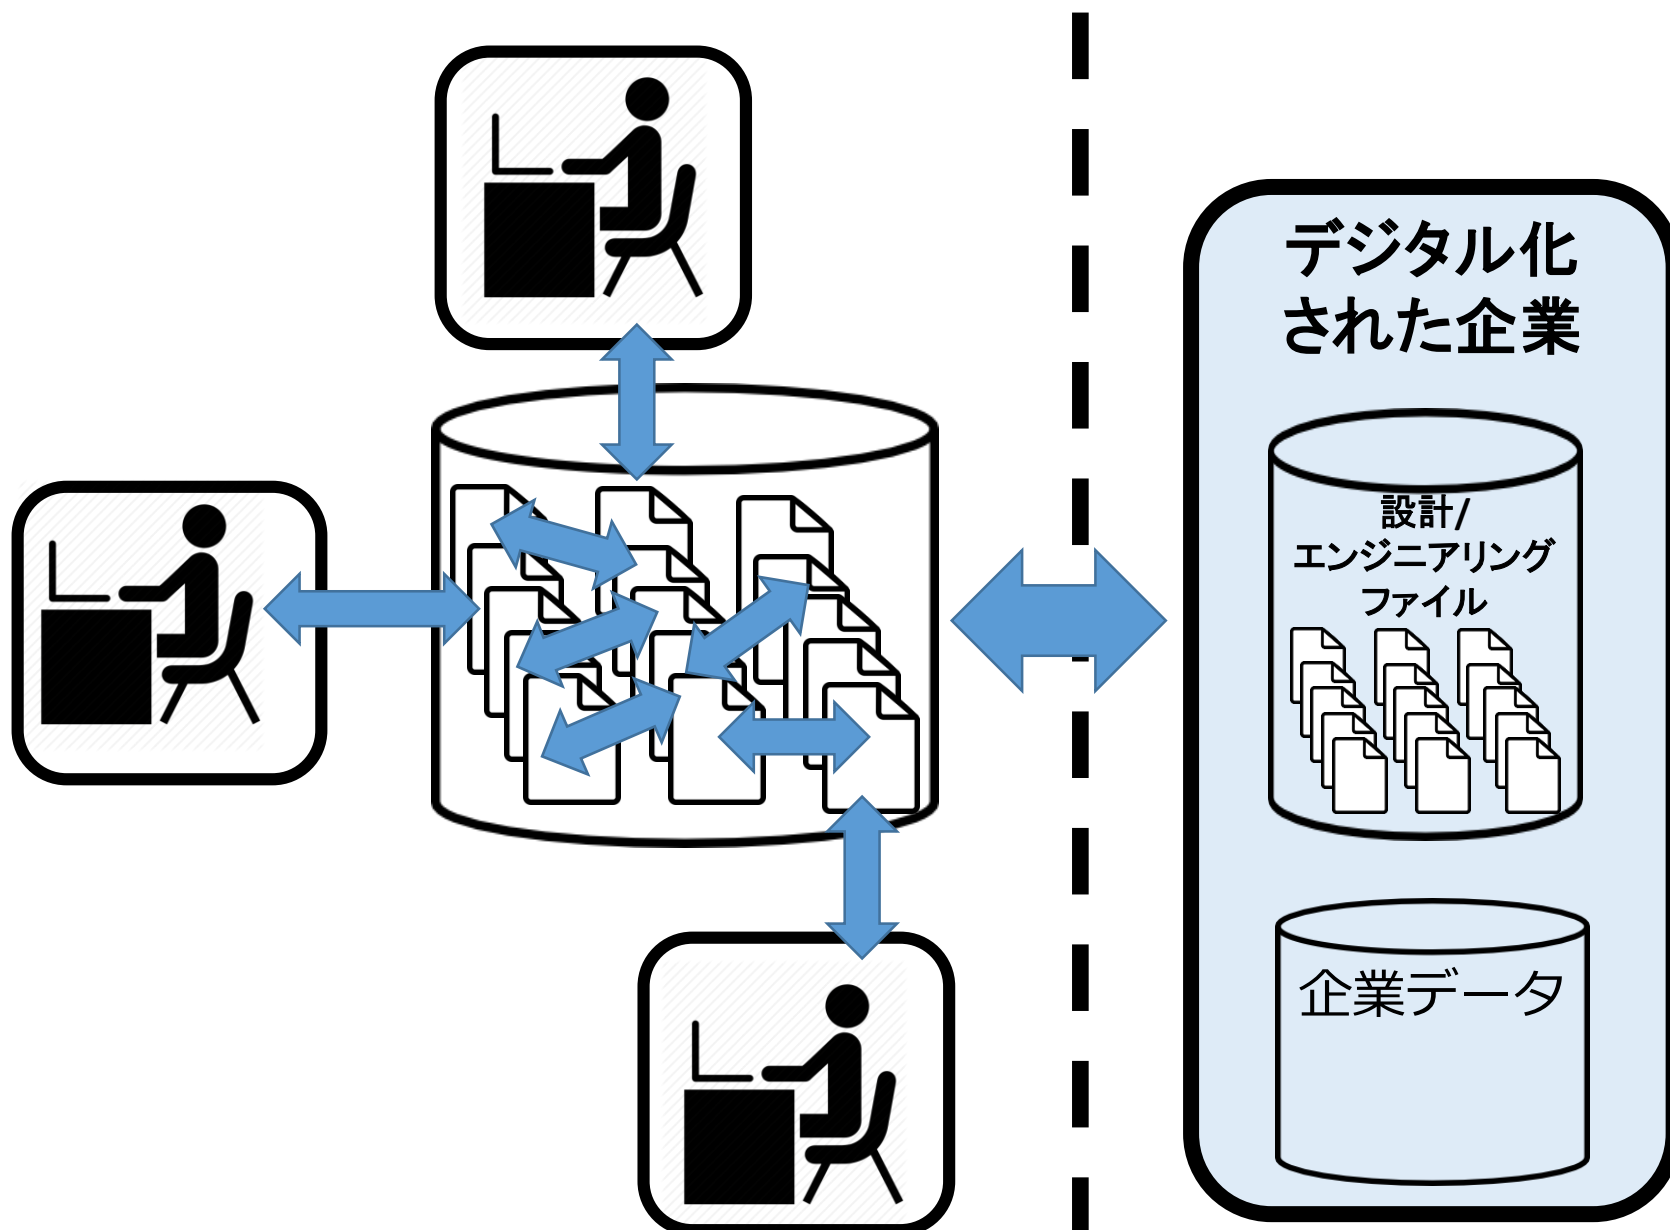 デジタル化
された企業
設計/
エンジニアリング
ファイル
企業データ